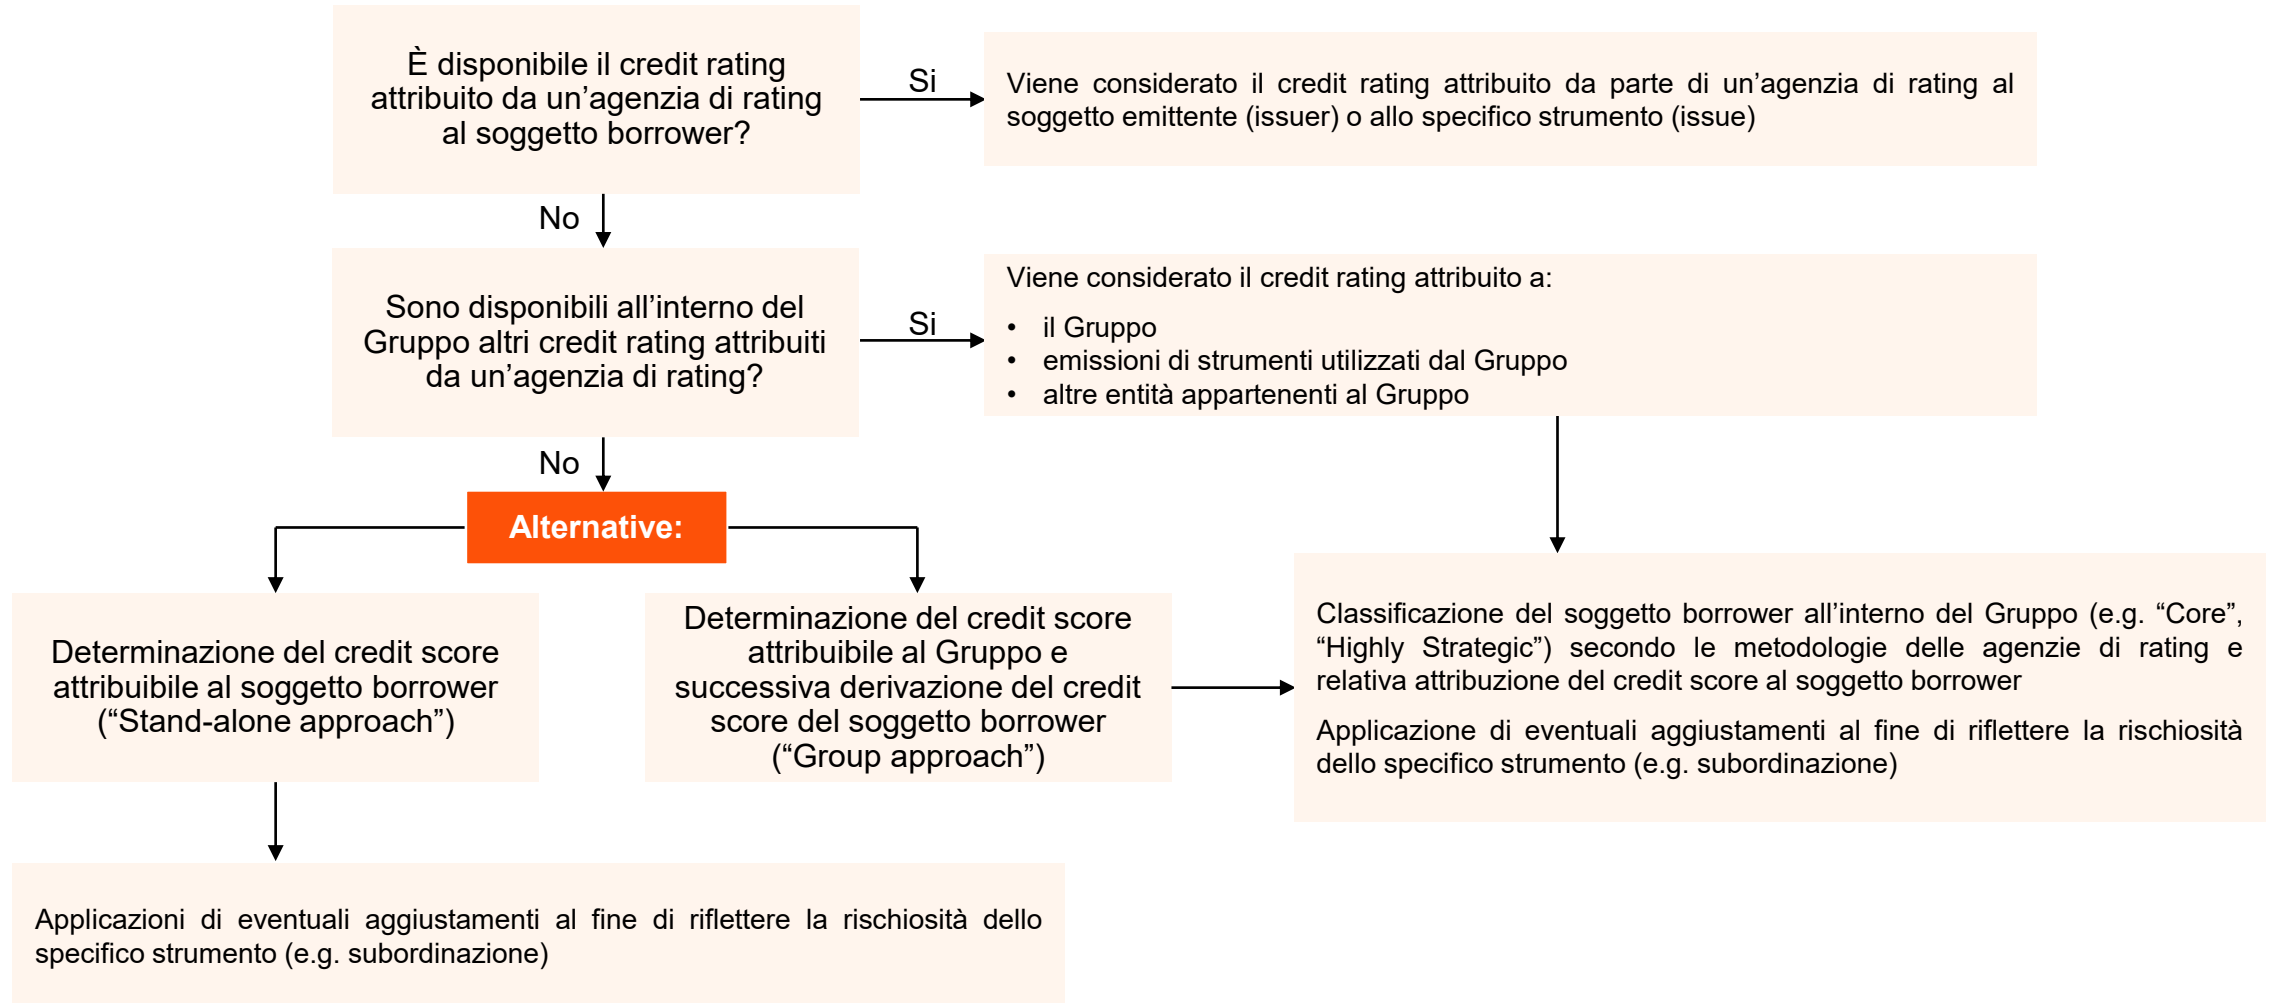 È disponibile il credit rating
attribuito da un’agenzia di rating
al soggetto borrower?
Si
Viene considerato il credit rating attribuito da parte di un’agenzia di rating al
soggetto emittente (issuer) o allo specifico strumento (issue)
No
Sono disponibili all’interno del
Gruppo altri credit rating attribuiti
da un’agenzia di rating?
Si
Viene considerato il credit rating attribuito a:
• il Gruppo
• emissioni di strumenti utilizzati dal Gruppo
• altre entità appartenenti al Gruppo
No
Alternative:
Determinazione del credit score
attribuibile al soggetto borrower
(“Stand-alone approach”)
Determinazione del credit score
attribuibile al Gruppo e
successiva derivazione del credit
score del soggetto borrower
(“Group approach”)
Classificazione del soggetto borrower all’interno del Gruppo (e.g. “Core”,
“Highly Strategic”) secondo le metodologie delle agenzie di rating e
relativa attribuzione del credit score al soggetto borrower
Applicazione di eventuali aggiustamenti al fine di riflettere la rischiosità
dello specifico strumento (e.g. subordinazione)
Applicazioni di eventuali aggiustamenti al fine di riflettere la rischiosità dello
specifico strumento (e.g. subordinazione)